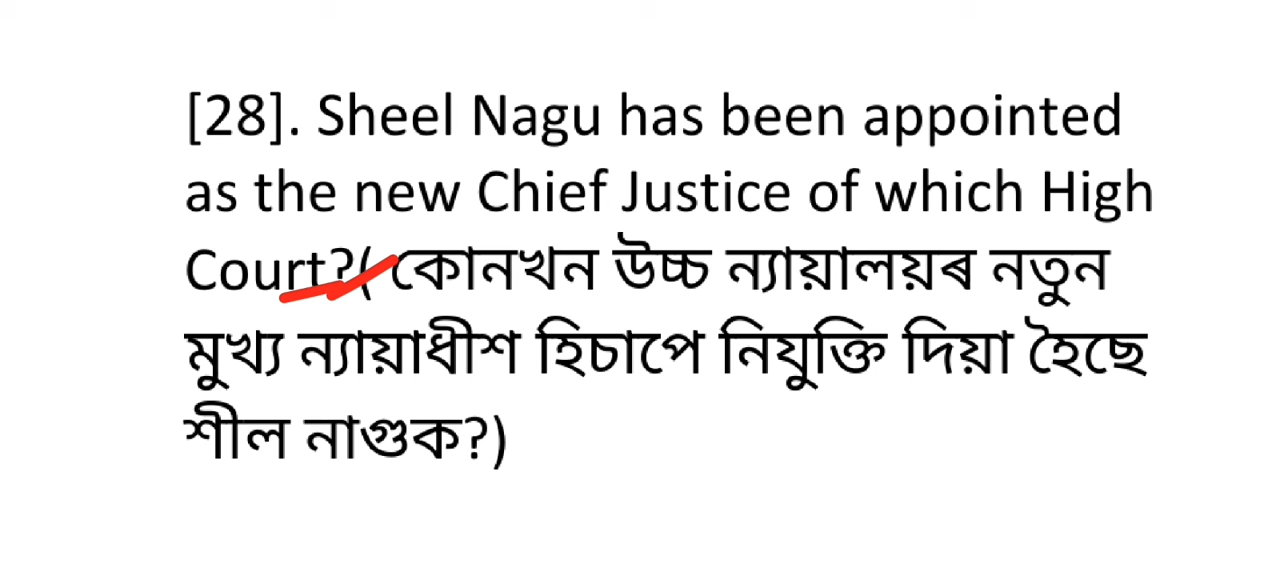 [28]. Sheel Nagu has been appointed
as the new Chief Justice of which High
Court?( কোনখন উচ্চ ন্যায়ালয়ৰ নতুন
মুখ্য ন্যায়াধীশ হিচাপে নিযুক্তি দিয়া হৈছে
শীল নাগুক?)